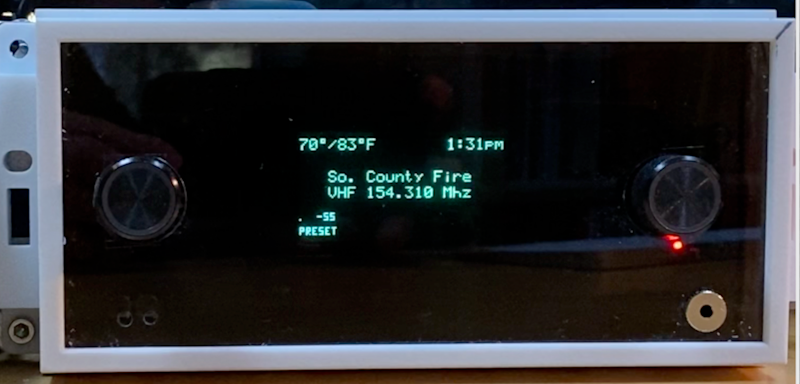 70°/83°F 1:31PM
So. County Fire
VHF 154.310 Mhz
. -55
PRESET